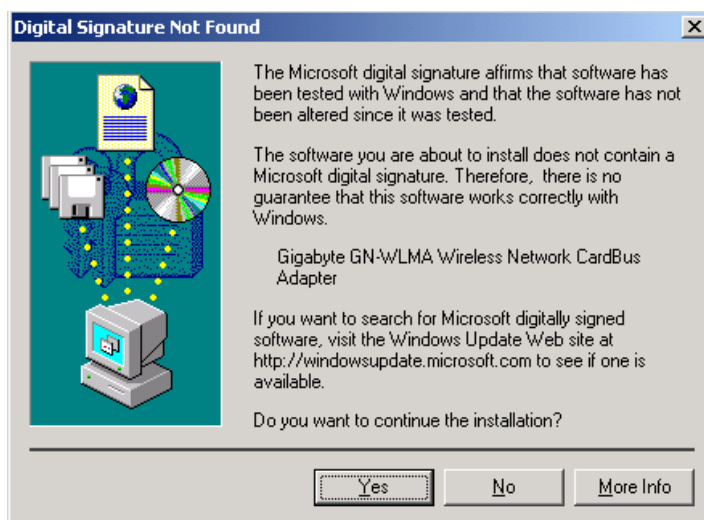 Digital Signature Not Found
The Microsoft digital signature affirms that software has
been tested with Windows and that the software has not
been altered since it was tested.
The software you are about to install does not contain a
Microsoft digital signature. Therefore, there is no
guarantee that this software works correctly with
Windows.
Gigabyte GN-WLMA Wireless Network CardBus
Adapter
If you want to search for Microsoft digitally signed
software, visit the Windows Update Web site at
http://windowsupdate.microsoft.com to see if one is
available.
Do you want to continue the installation?
Yes No More Info